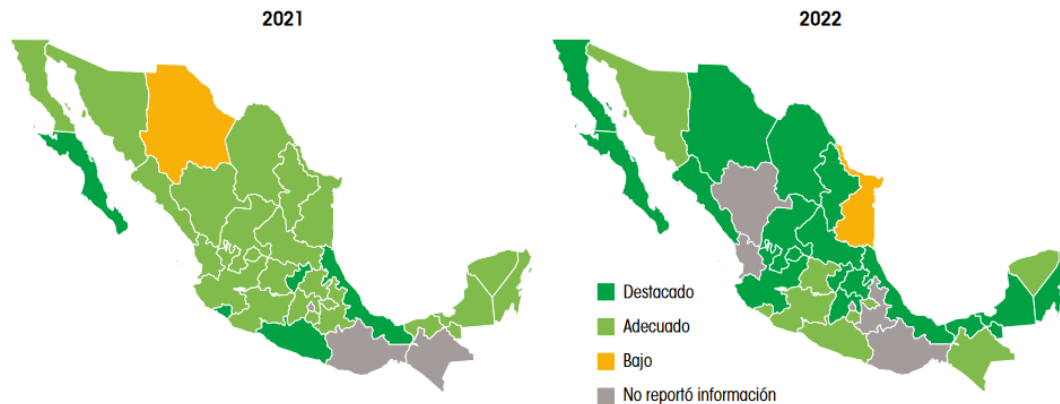 2021
2022
Destacado
Adecuado
Bajo
No reportó información